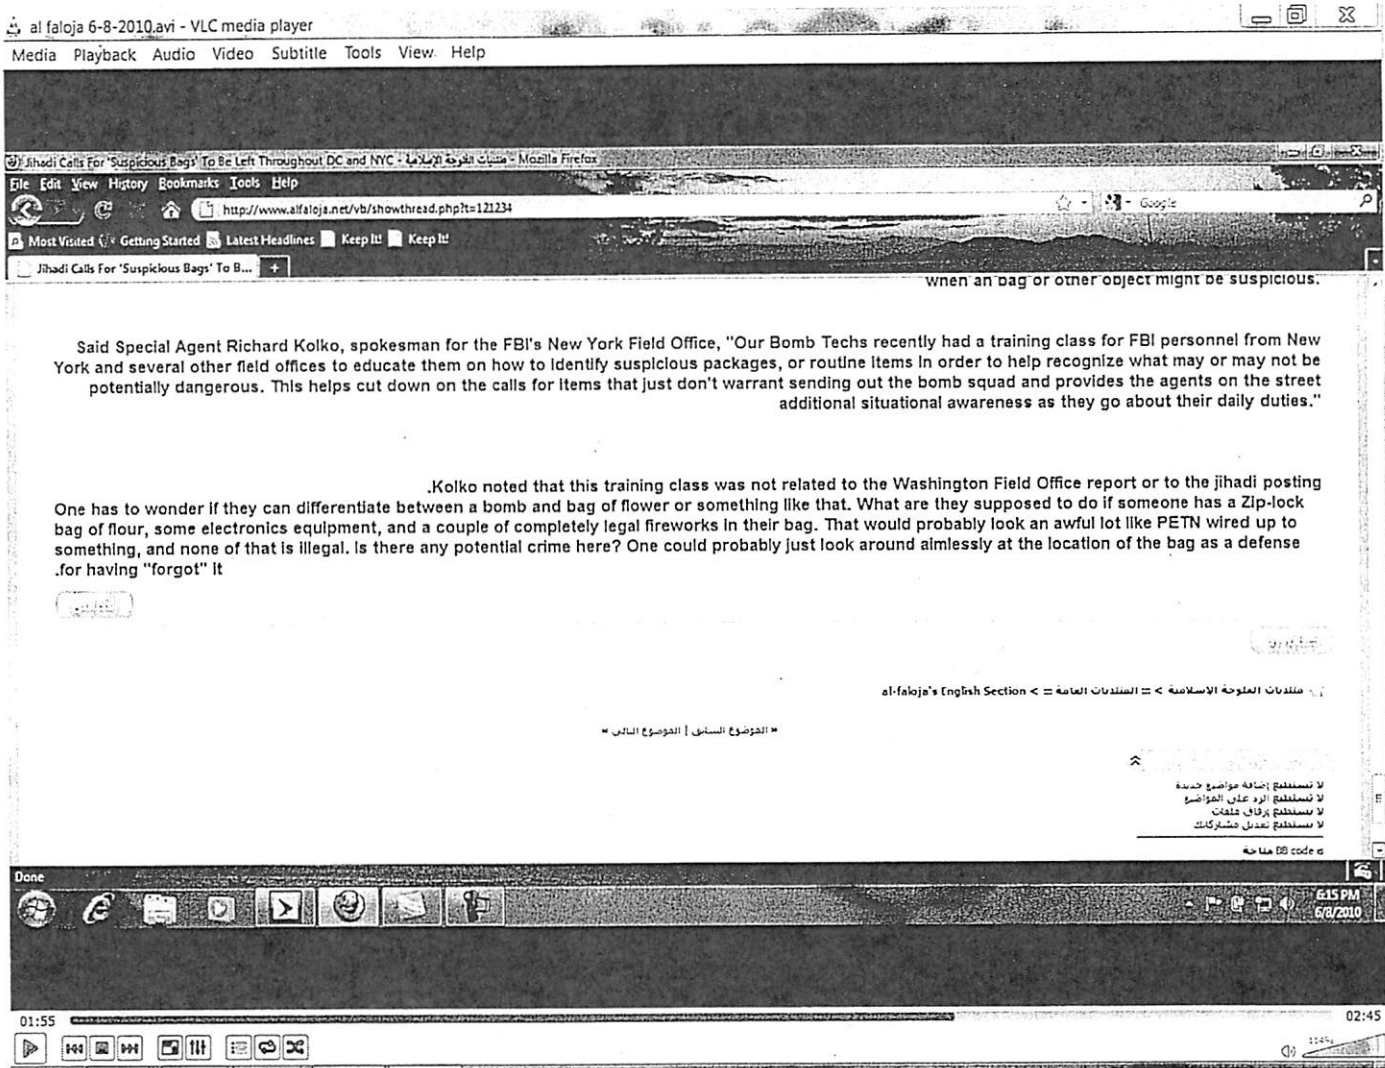 al faloja 6-8-2010.avi - VLC media player
Media Playback Audio Video Subtitle Tools View Help
Jihadi Calls For 'Suspicious Bags' To Be Left Throughout DC and NYC - منتديات الفلوجة الإسلامية - Mozilla Firefox
File Edit View History Bookmarks Tools Help
http://www.alfaloja.net/vb/showthread.php?t=121234
Google
Most Visited Getting Started Latest Headlines Keep It! Keep It!
Jihadi Calls For 'Suspicious Bags' To B...
when an bag or other object might be suspicious.
Said Special Agent Richard Kolko, spokesman for the FBI's New York Field Office, "Our Bomb Techs recently had a training class for FBI personnel from New
York and several other field offices to educate them on how to identify suspicious packages, or routine items in order to help recognize what may or may not be
potentially dangerous. This helps cut down on the calls for items that just don't warrant sending out the bomb squad and provides the agents on the street
additional situational awareness as they go about their daily duties."
.Kolko noted that this training class was not related to the Washington Field Office report or to the jihadi posting
One has to wonder if they can differentiate between a bomb and bag of flower or something like that. What are they supposed to do if someone has a Zip-lock
bag of flour, some electronics equipment, and a couple of completely legal fireworks in their bag. That would probably look an awful lot like PETN wired up to
something, and none of that is illegal. Is there any potential crime here? One could probably just look around aimlessly at the location of the bag as a defense
.for having "forgot" it
منتديات الفلوجة الإسلامية > = المنتديات العامة = > al-faloja's English Section
« الموضوع السابق | الموضوع التالي »
لا تستطيع إضافة مواضيع جديدة
لا تستطيع الرد على المواضيع
لا تستطيع إرفاق ملفات
لا تستطيع تعديل مشاركاتك
BB code is متاحة
Done
6:15 PM
6/8/2010
01:55
02:45
114%